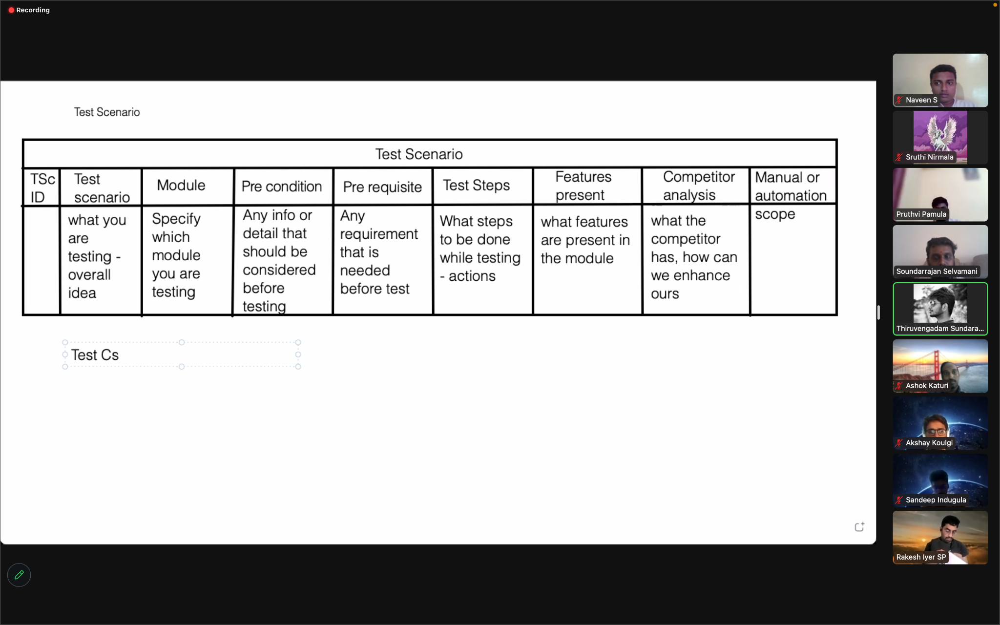 Recording
Test Scenario
Test Scenario
TSc
ID
Test
scenario
Module
Pre condition
Pre requisite
Test Steps
Features
present
Competitor
analysis
Manual or
automation
scope
what you
are
testing -
overall
idea
Specify
which
module
you are
testing
Any info or
detail that
should be
considered
before
testing
Any
requirement
that is
needed
before test
What steps
to be done
while testing
- actions
what features
are present in
the module
what the
competitor
has, how can
we enhance
ours
Test Cs
Naveen S
Sruthi Nirmala
Pruthvi Pamula
Soundarrajan Selvamani
Thiruvengadam Sundara...
Ashok Katuri
Akshay Koulgi
Sandeep Indugula
Rakesh Iyer SP